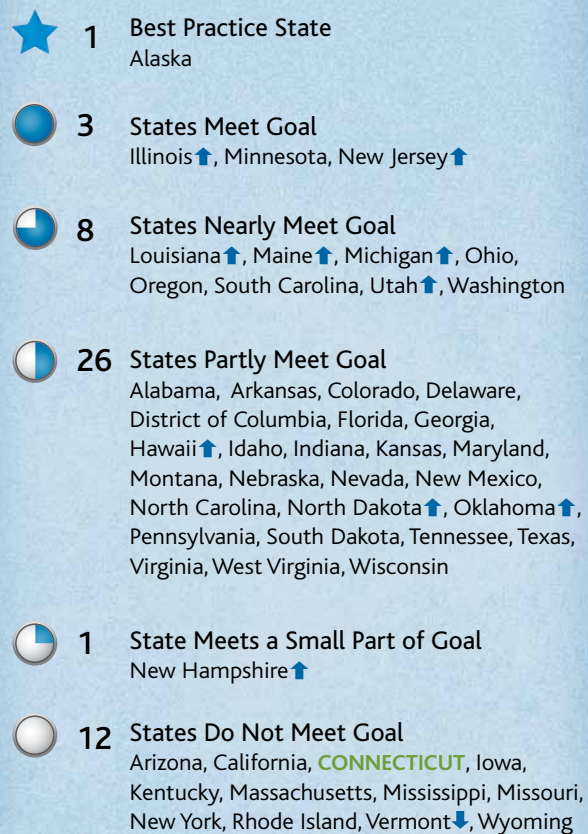 1 Best Practice State
Alaska
3 States Meet Goal
Illinois⬆, Minnesota, New Jersey⬆
8 States Nearly Meet Goal
Louisiana⬆, Maine⬆, Michigan⬆, Ohio,
Oregon, South Carolina, Utah⬆, Washington
26 States Partly Meet Goal
Alabama, Arkansas, Colorado, Delaware,
District of Columbia, Florida, Georgia,
Hawaii⬆, Idaho, Indiana, Kansas, Maryland,
Montana, Nebraska, Nevada, New Mexico,
North Carolina, North Dakota⬆, Oklahoma⬆,
Pennsylvania, South Dakota, Tennessee, Texas,
Virginia, West Virginia, Wisconsin
1 State Meets a Small Part of Goal
New Hampshire⬆
12 States Do Not Meet Goal
Arizona, California, CONNECTICUT, Iowa,
Kentucky, Massachusetts, Mississippi, Missouri,
New York, Rhode Island, Vermont⬇, Wyoming